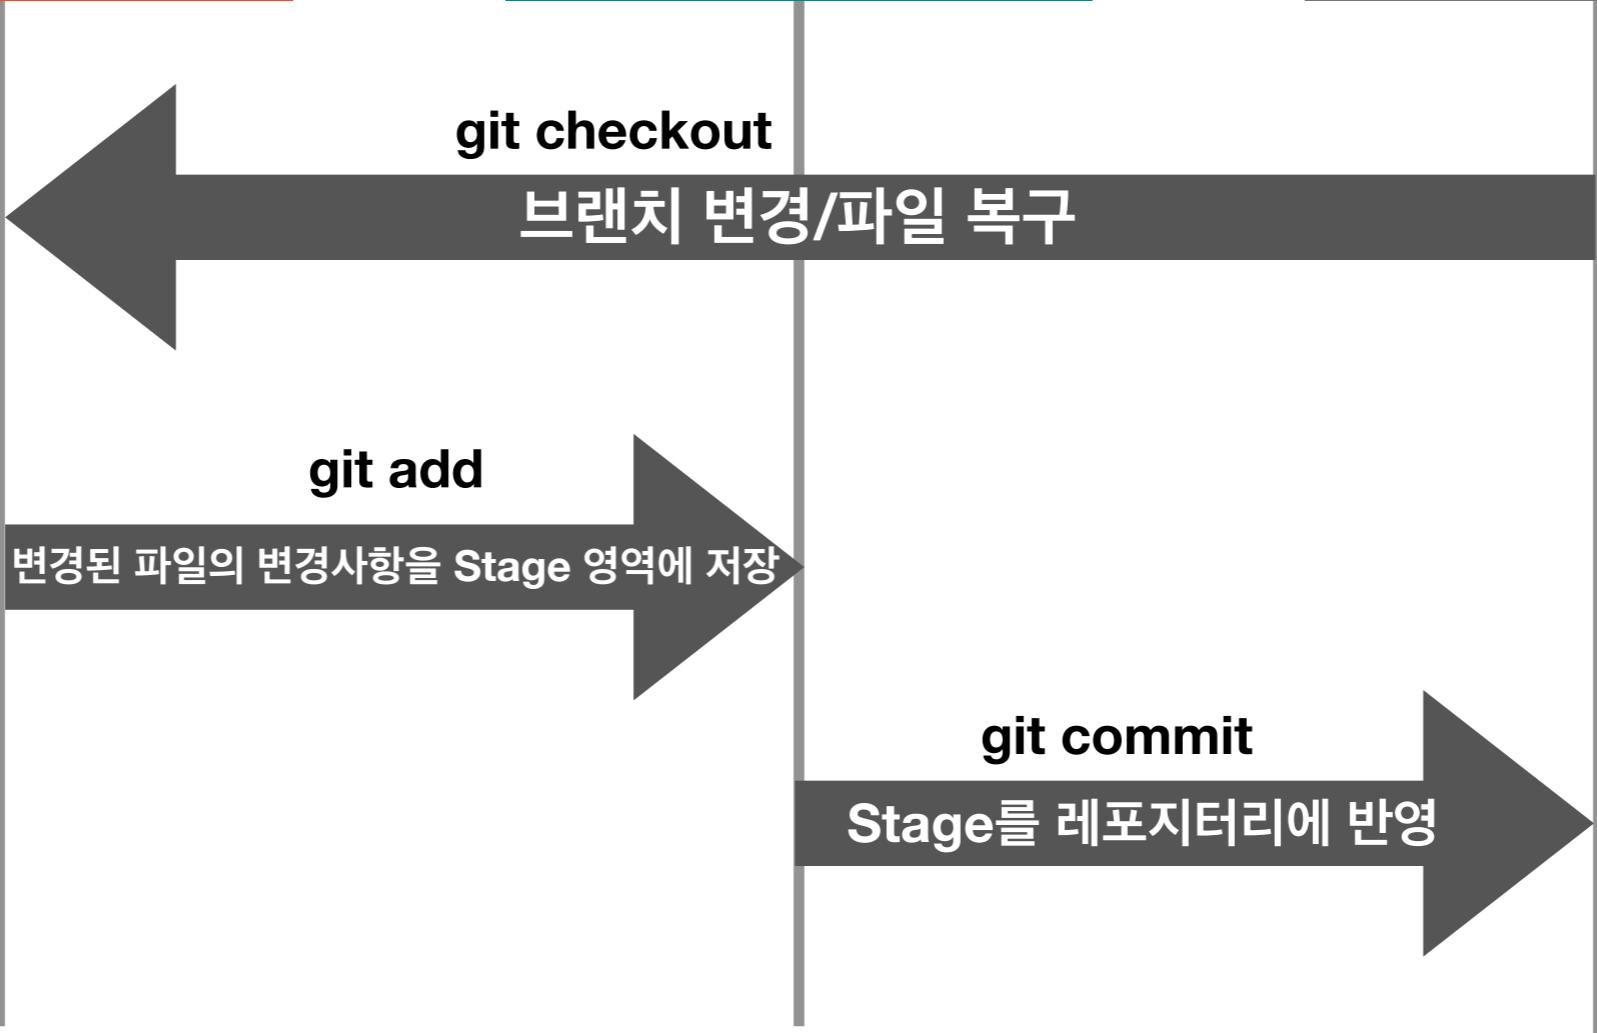 git checkout
브랜치 변경/파일 복구
git add
변경된 파일의 변경사항을 Stage 영역에 저장
git commit
Stage를 레포지터리에 반영